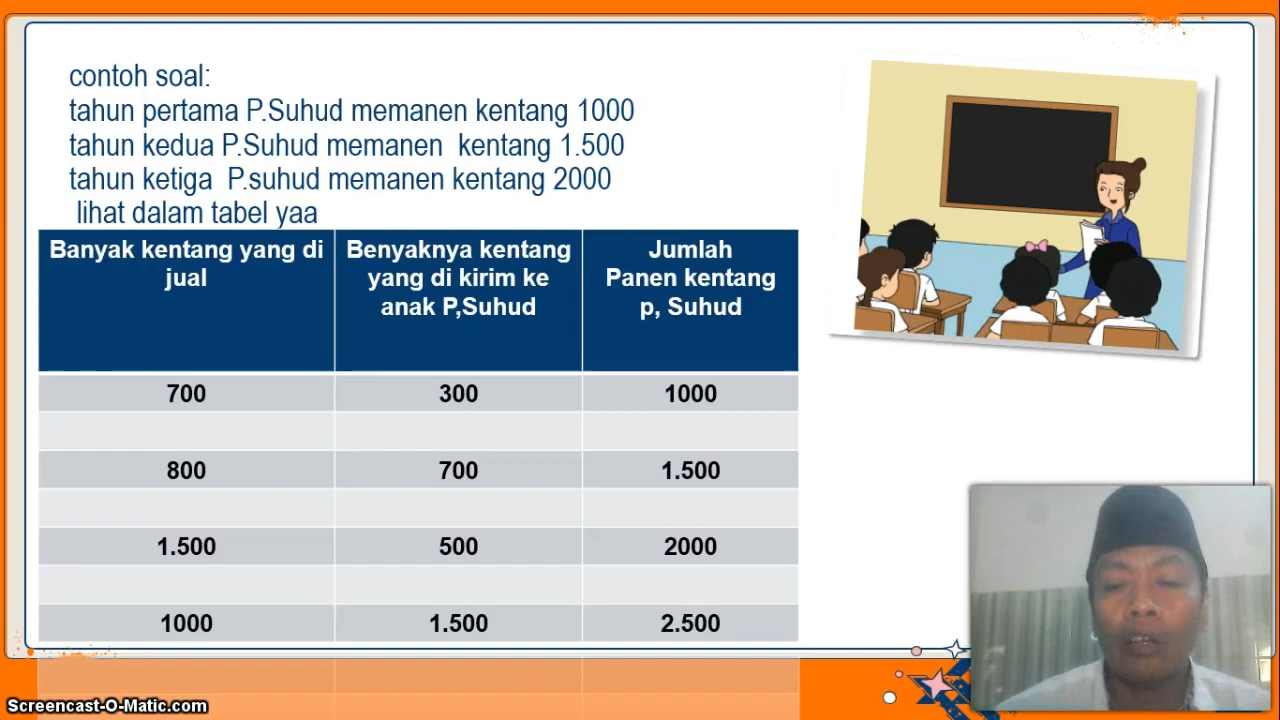 contoh soal:
tahun pertama P.Suhud memanen kentang 1000
tahun kedua P.Suhud memanen kentang 1.500
tahun ketiga P.suhud memanen kentang 2000
lihat dalam tabel yaa
Banyak kentang yang di
jual
Benyaknya kentang
yang di kirim ke
anak P,Suhud
Jumlah
Panen kentang
p, Suhud
700 300 1000
800 700 1.500
1.500 500 2000
1000 1.500 2.500
Screencast-O-Matic.com